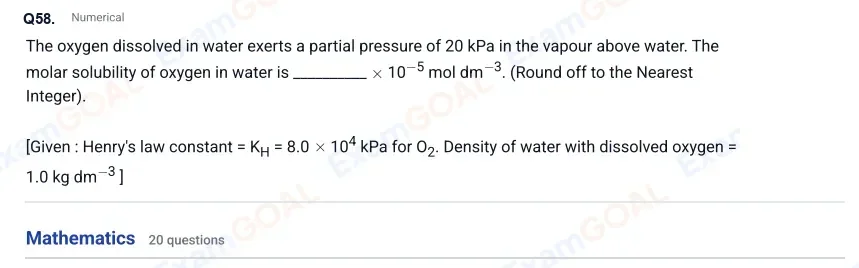 Q58. Numerical
The oxygen dissolved in water exerts a partial pressure of 20 kPa in the vapour above water. The
molar solubility of oxygen in water is _________ × 10⁻⁵ mol dm⁻³. (Round off to the Nearest
Integer).
[Given : Henry's law constant = K_H = 8.0 × 10⁴ kPa for O₂. Density of water with dissolved oxygen =
1.0 kg dm⁻³ ]
Mathematics 20 questions